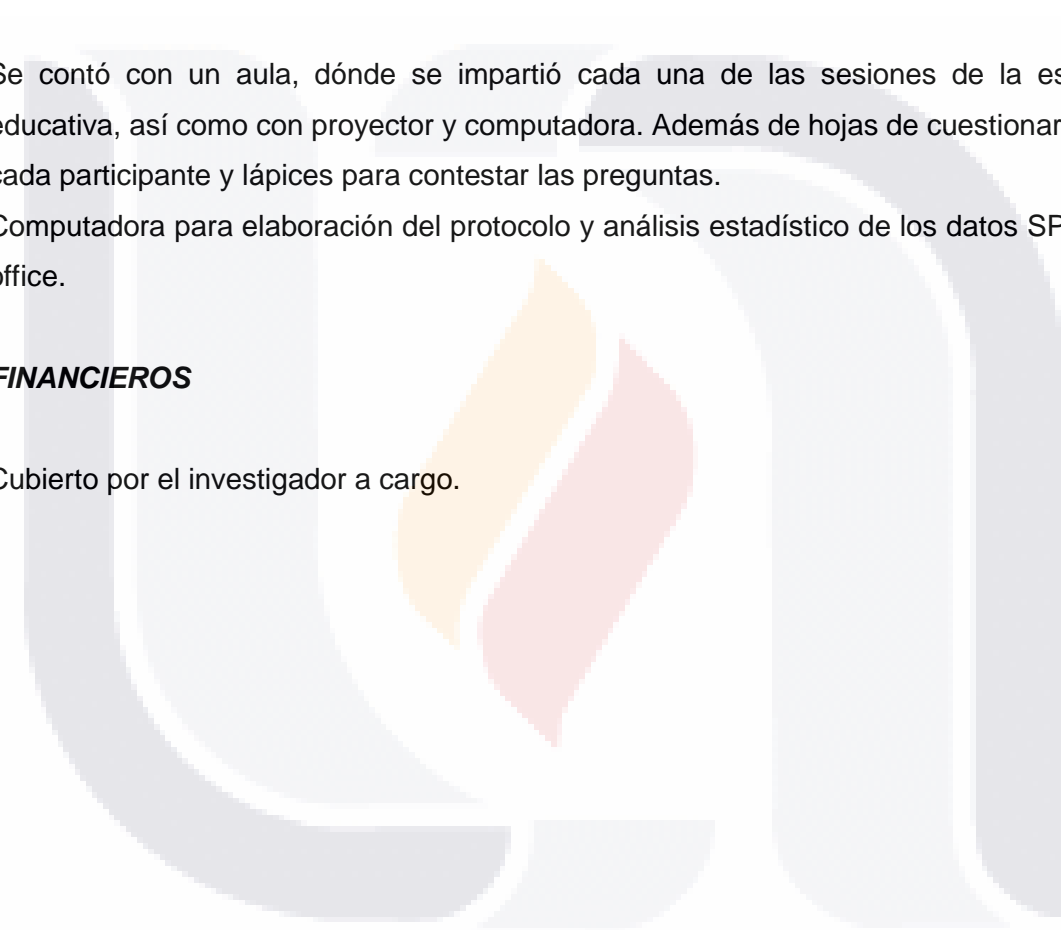 Se contó con un aula, dónde se impartió cada una de las sesiones de la es
educativa, así como con proyector y computadora. Además de hojas de cuestionar
cada participante y lápices para contestar las preguntas.
Computadora para elaboración del protocolo y análisis estadístico de los datos SP
office.
FINANCIEROS
Cubierto por el investigador a cargo.